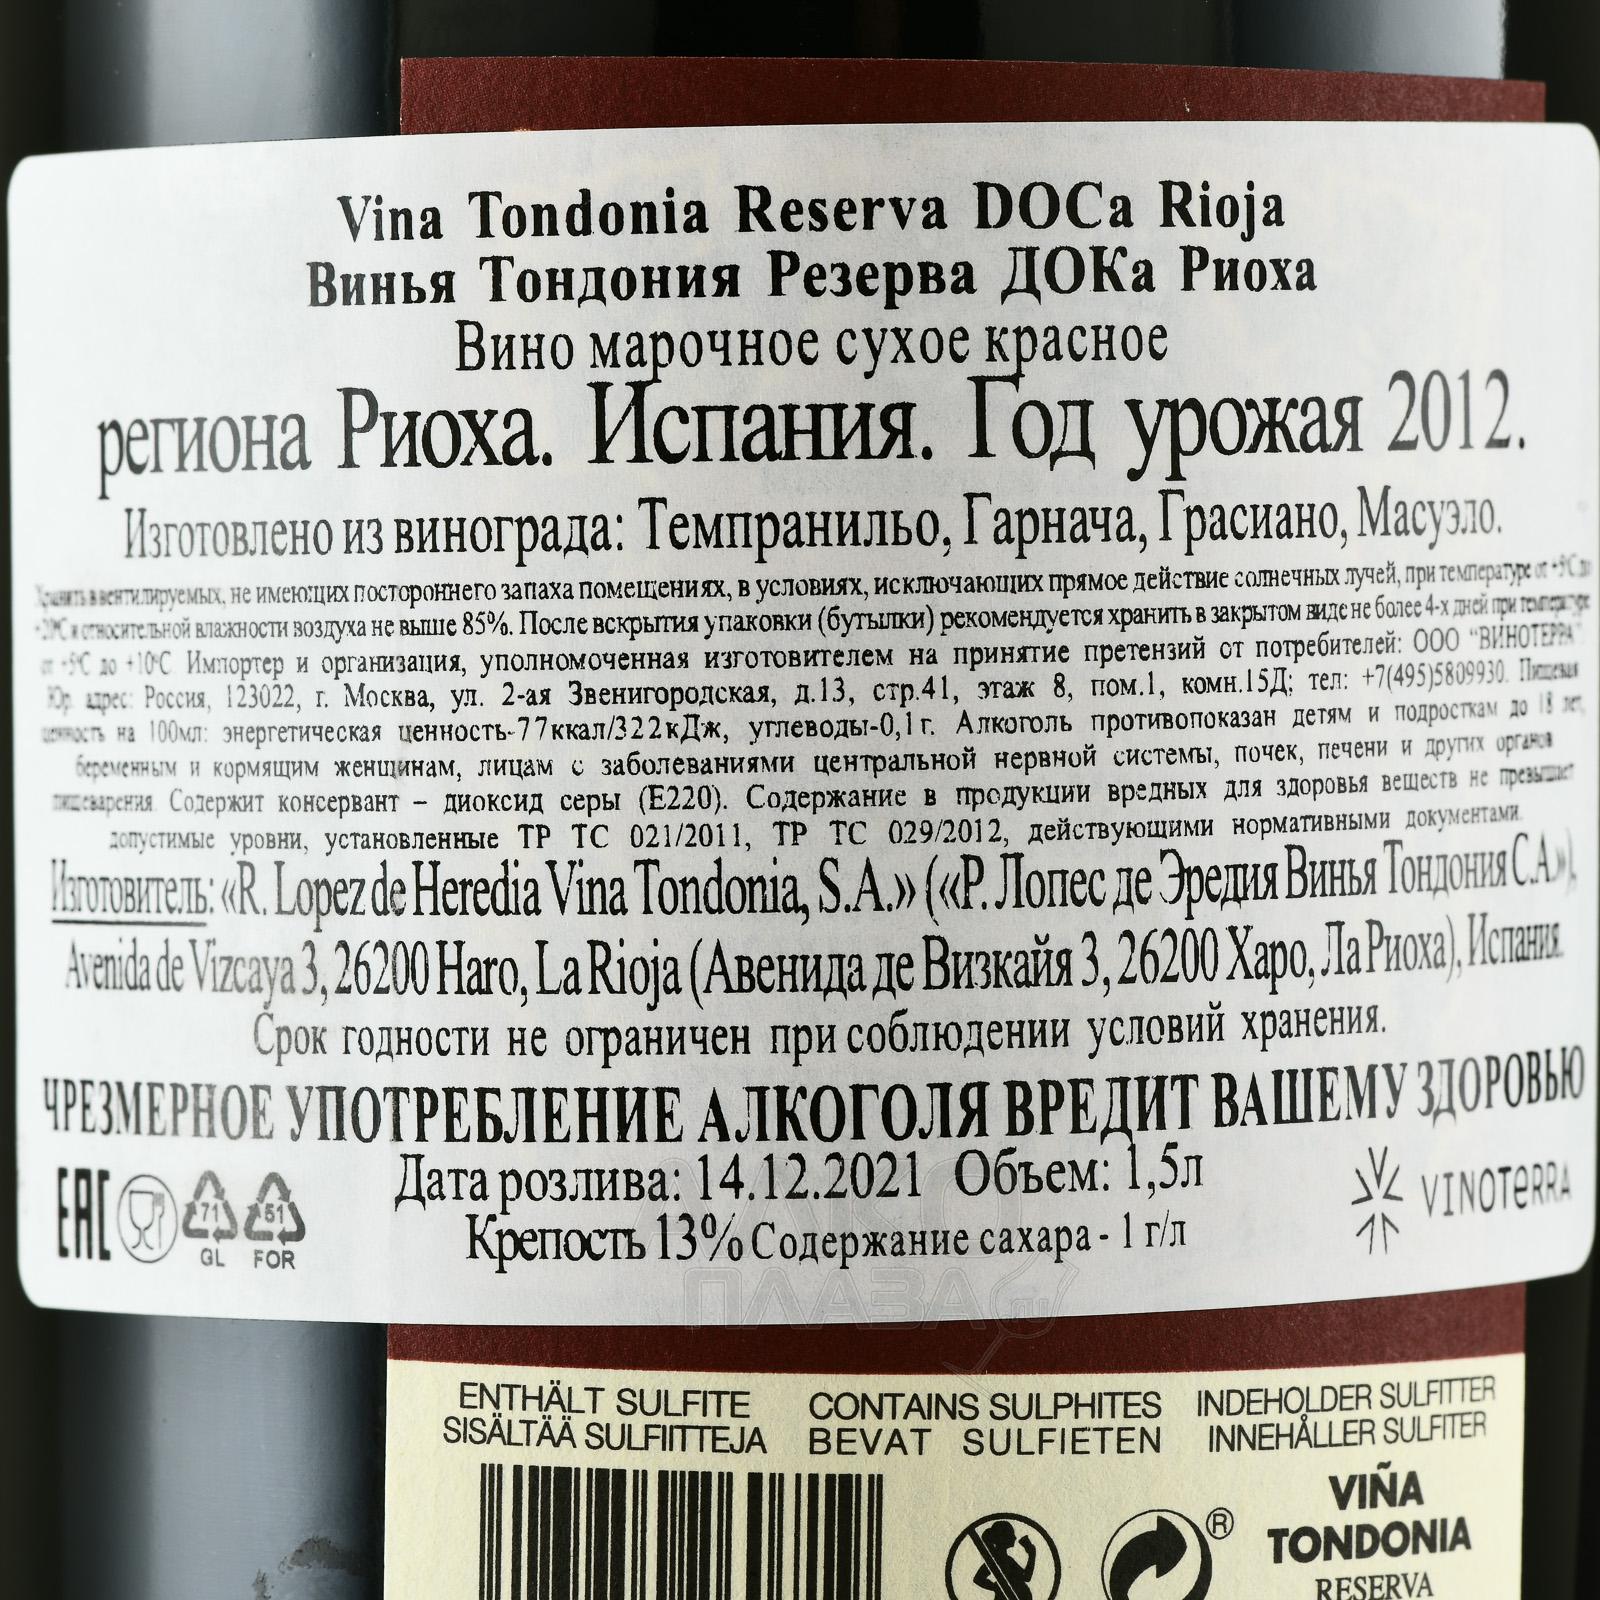 Vina Tondonia Reserva DOCa Rioja
Винья Тондония Резерва ДОКа Риоха
Вино марочное сухое красное
региона Риоха. Испания. Год урожая 2012.
Изготовлено из винограда: Темпранильо, Гарнача, Грасиано, Масуэло.
Хранить в вентилируемых, не имеющих постороннего запаха помещениях, в условиях, исключающих прямое действие солнечных лучей, при температуре от +5°С до
+20°С и относительной влажности воздуха не выше 85%. После вскрытия упаковки (бутылки) рекомендуется хранить в закрытом виде не более 4-х дней при температуре
от +5°С до +10°С. Импортер и организация, уполномоченная изготовителем на принятие претензий от потребителей: ООО "ВИНОТЕРРА".
Юр. адрес: Россия, 123022, г. Москва, ул. 2-ая Звенигородская, д.13, стр.41, этаж 8, пом.1, комн.15Д; тел: +7(495)5809930. Пищевая
ценность на 100мл: энергетическая ценность-77ккал/322кДж, углеводы-0,1г. Алкоголь противопоказан детям и подросткам до 18 лет,
беременным и кормящим женщинам, лицам с заболеваниями центральной нервной системы, почек, печени и других органов
пищеварения. Содержит консервант – диоксид серы (Е220). Содержание в продукции вредных для здоровья веществ не превышает
допустимые уровни, установленные ТР ТС 021/2011, ТР ТС 029/2012, действующими нормативными документами.
Изготовитель: «R. Lopez de Heredia Vina Tondonia, S.A.» («Р. Лопес де Эредия Винья Тондония С.А.»),
Avenida de Vizcaya 3, 26200 Haro, La Rioja (Авенида де Визкайя 3, 26200 Харо, Ла Риоха), Испания.
Срок годности не ограничен при соблюдении условий хранения.
ЧРЕЗМЕРНОЕ УПОТРЕБЛЕНИЕ АЛКОГОЛЯ ВРЕДИТ ВАШЕМУ ЗДОРОВЬЮ
Дата розлива: 14.12.2021 Объем: 1,5л
Крепость 13% Содержание сахара - 1 г/л
EAC
71
GL
51
FOR
VINOTERRA
АЛКО
ПЛАЗА.ru
ENTHÄLT SULFITE CONTAINS SULPHITES INDEHOLDER SULFITTER
SISÄLTÄÄ SULFIITTEJA BEVAT SULFIETEN INNEHÅLLER SULFITER
®
VIÑA
TONDONIA
RESERVA